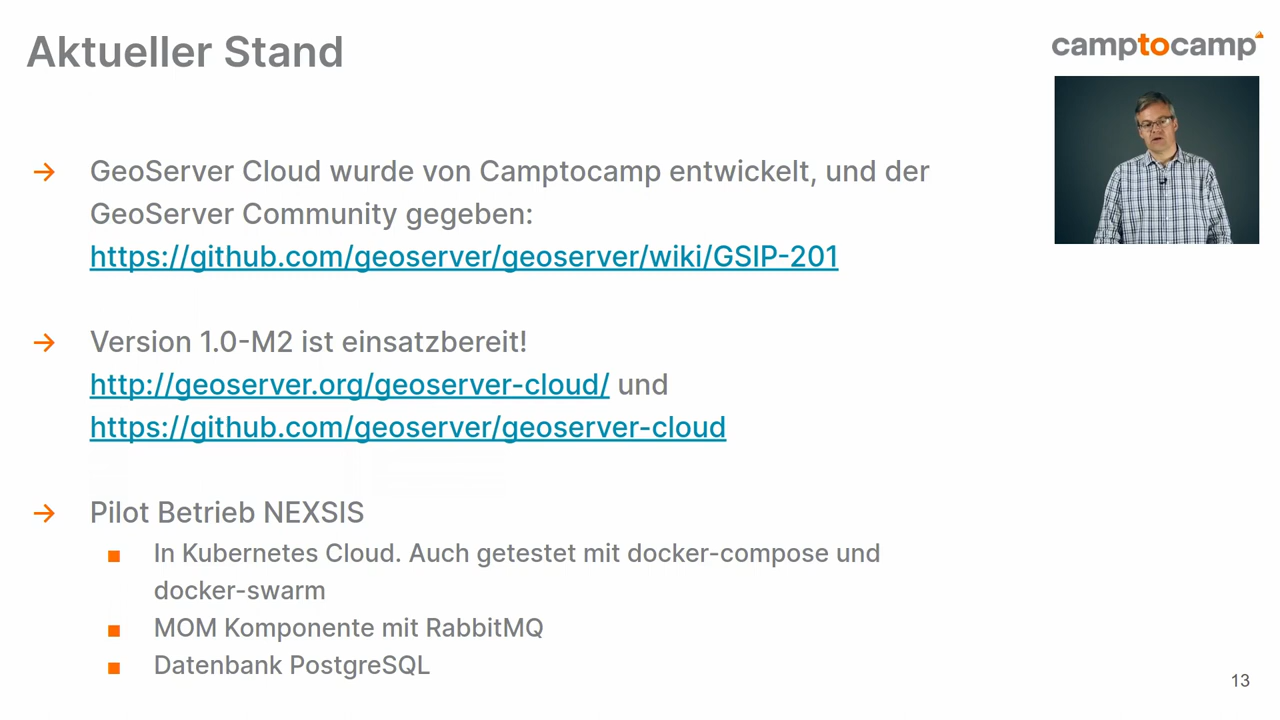 Aktueller Stand
camptocamp
→ GeoServer Cloud wurde von Camptocamp entwickelt, und der
GeoServer Community gegeben:
https://github.com/geoserver/geoserver/wiki/GSIP-201
→ Version 1.0-M2 ist einsatzbereit!
http://geoserver.org/geoserver-cloud/ und
https://github.com/geoserver/geoserver-cloud
→ Pilot Betrieb NEXSIS
■ In Kubernetes Cloud. Auch getestet mit docker-compose und
docker-swarm
■ MOM Komponente mit RabbitMQ
■ Datenbank PostgreSQL
13